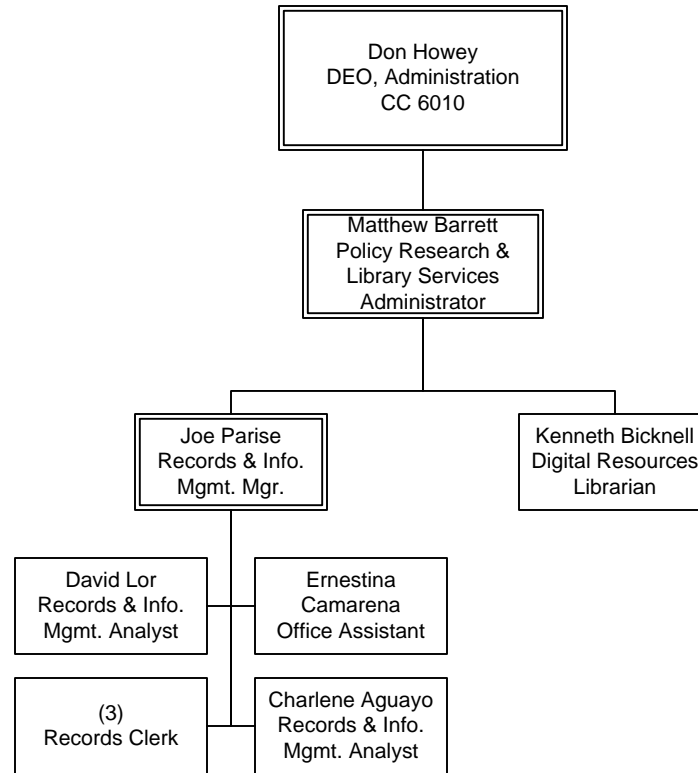 Don Howey
DEO, Administration
CC 6010
Matthew Barrett
Policy Research &
Library Services
Administrator
Joe Parise
Records & Info.
Mgmt. Mgr.
Kenneth Bicknell
Digital Resources
Librarian
David Lor
Records & Info.
Mgmt. Analyst
Ernestina
Camarena
Office Assistant
(3)
Records Clerk
Charlene Aguayo
Records & Info.
Mgmt. Analyst